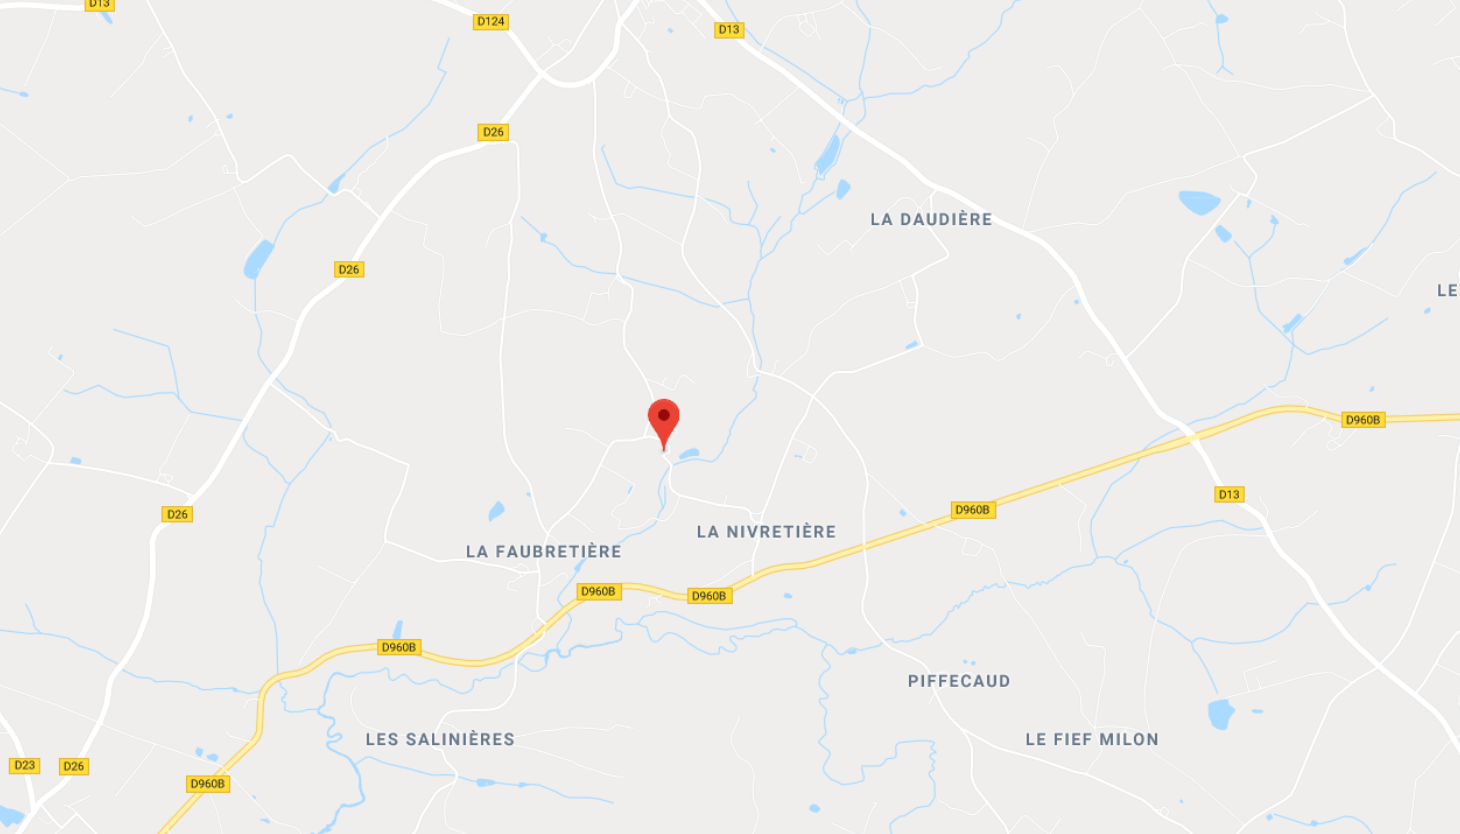 D13
D124
D13
D26
LA DAUDIÈRE
D26
LE
D960B
D13
D960B
D26
LA NIVRETIÈRE
LA FAUBRETIÈRE
D960B
D960B
D960B
PIFFECAUD
LES SALINIÈRES
LE FIEF MILON
D23
D26
D960B